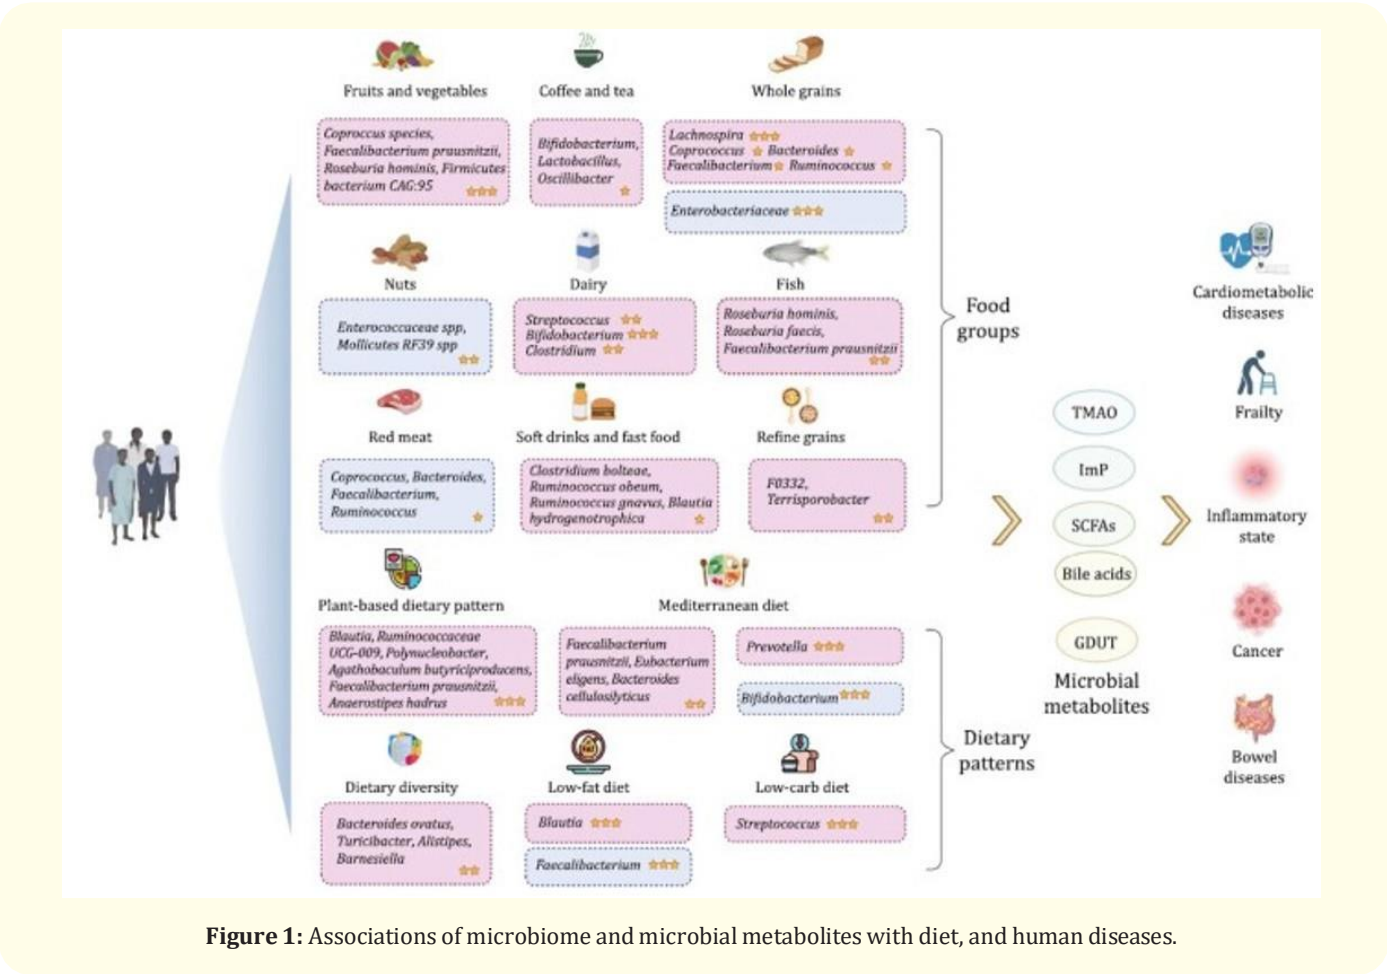 Fruits and vegetables
Coffee and tea
Whole grains
Coproccus species,
Faecalibacterium prausnitzii,
Roseburia hominis, Firmicutes
bacterium CAG:95
Bifidobacterium,
Lactobacillus,
Oscillibacter
Lachnospira
Coprococcus Bacteroides
Faecalibacterium Ruminococcus
Enterobacteriaceae
Nuts
Dairy
Fish
Enterococcaceae spp,
Mollicutes RF39 spp
Streptococcus
Bifidobacterium
Clostridium
Roseburia hominis,
Roseburia faecis,
Faecalibacterium prausnitzii
Food
groups
Red meat
Soft drinks and fast food
Refine grains
Coprococcus, Bacteroides,
Faecalibacterium,
Ruminococcus
Clostridium bolteae,
Ruminococcus obeum,
Ruminococcus gnavus, Blautia
hydrogenotrophica
F0332,
Terrisporobacter
Plant-based dietary pattern
Mediterranean diet
Blautia, Ruminococcaceae
UCG-009, Polynucleobacter,
Agathobaculum butyriciproducens,
Faecalibacterium prausnitzii,
Anaerostipes hadrus
Faecalibacterium
prausnitzii, Eubacterium
eligens, Bacteroides
cellulosilyticus
Prevotella
Bifidobacterium
Dietary diversity
Low-fat diet
Low-carb diet
Bacteroides ovatus,
Turicibacter, Alistipes,
Barnesiella
Blautia
Faecalibacterium
Streptococcus
Dietary
patterns
TMAO
ImP
SCFAs
Bile acids
GDUT
Microbial
metabolites
Cardiometabolic
diseases
Frailty
Inflammatory
state
Cancer
Bowel
diseases
Figure 1: Associations of microbiome and microbial metabolites with diet, and human diseases.